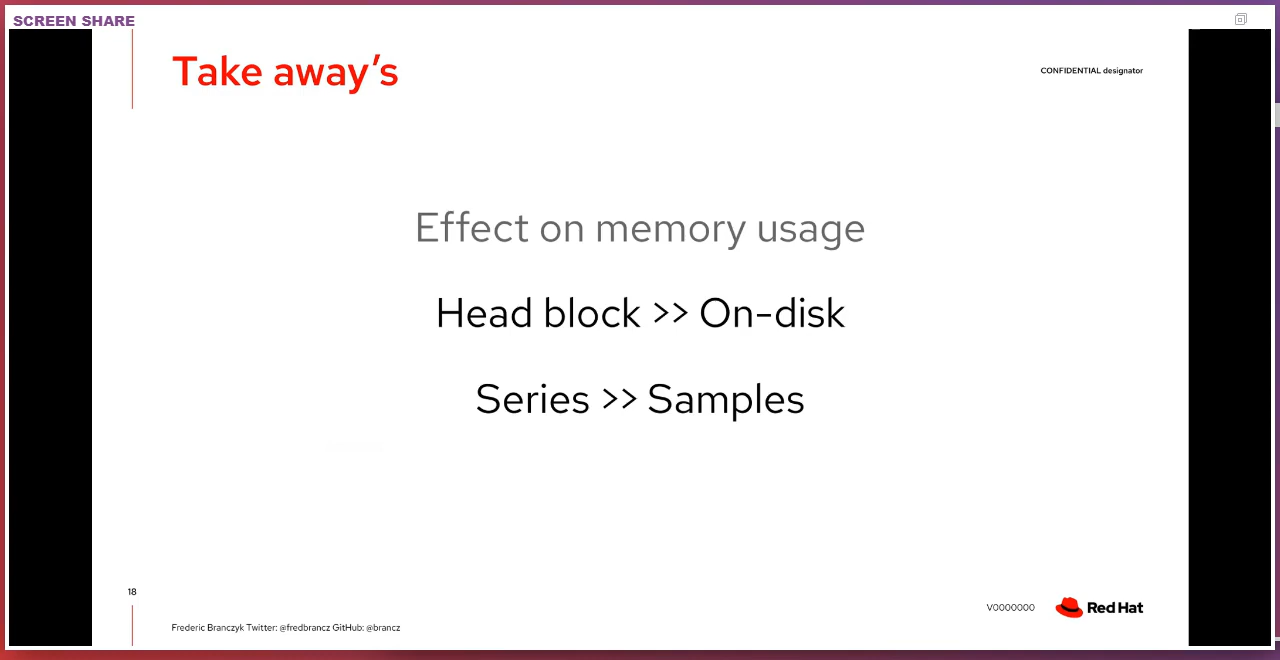 SCREEN SHARE
Take away’s
CONFIDENTIAL designator
Effect on memory usage
Head block >> On-disk
Series >> Samples
18
V0000000
Red Hat
Frederic Branczyk Twitter: @fredbrancz GitHub: @brancz